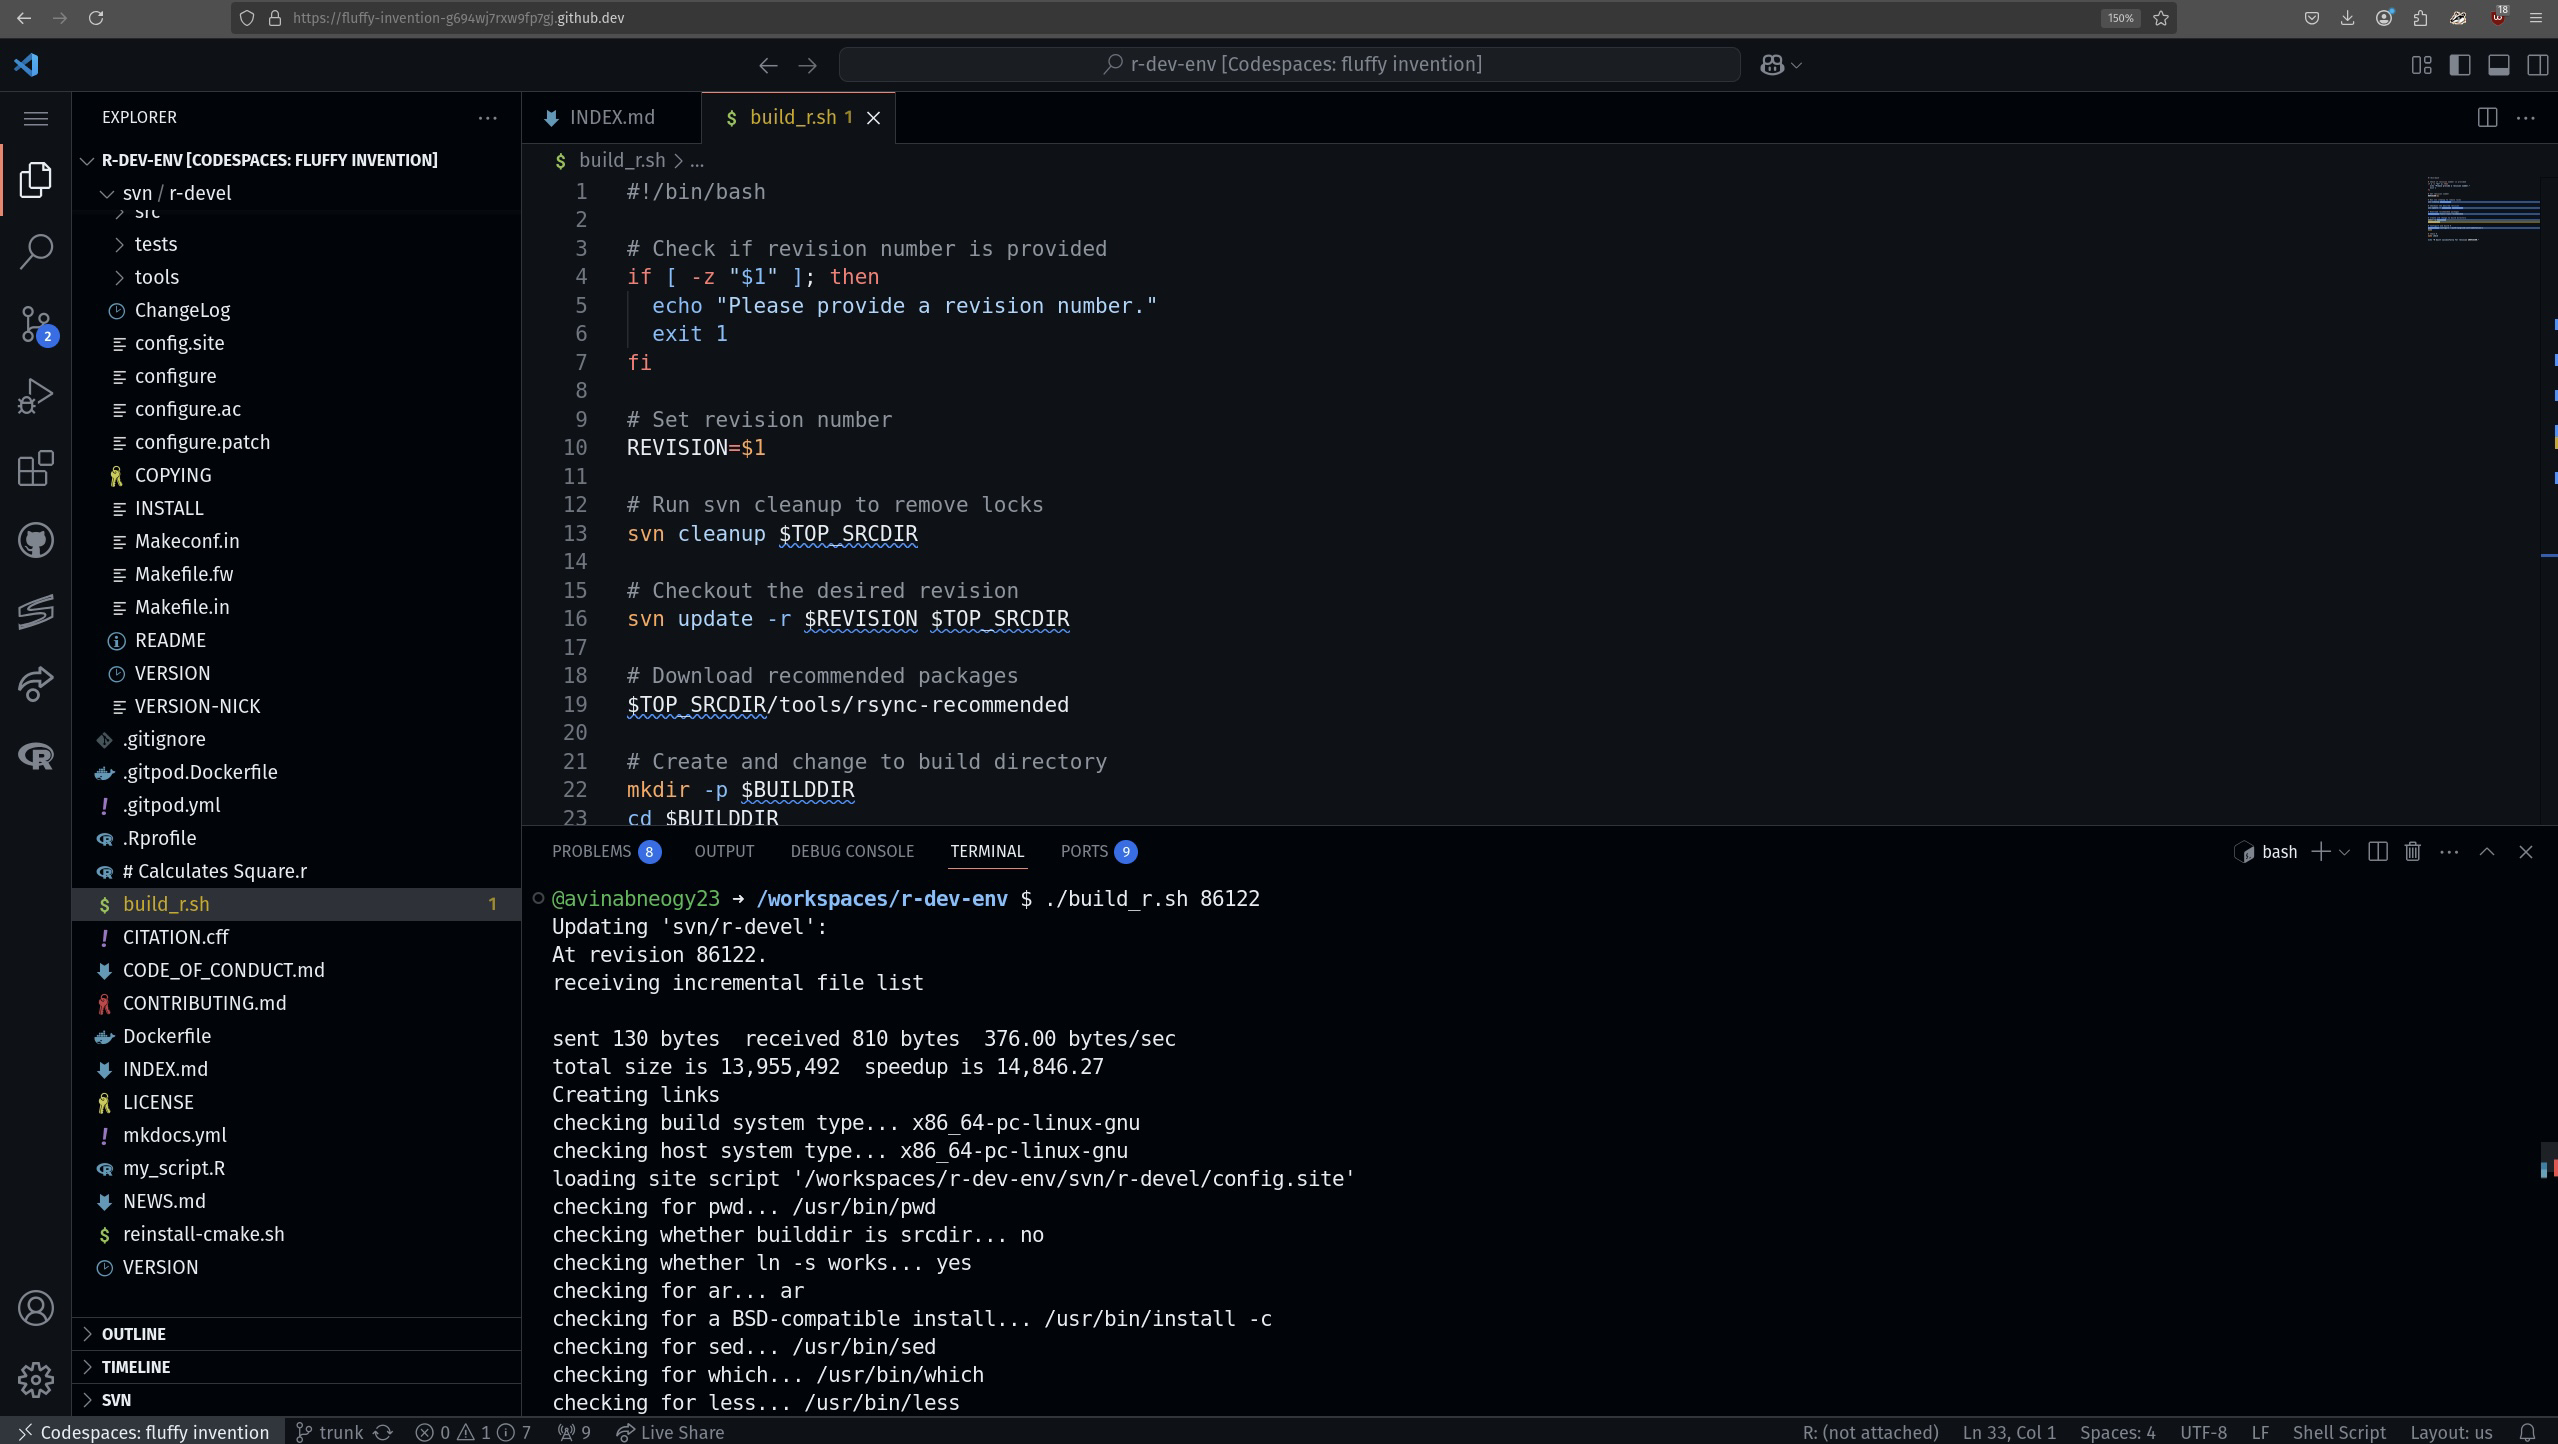 https://fluffy-invention-g694wj7rxw9fp7gj.github.dev
150%
18
r-dev-env [Codespaces: fluffy invention]
EXPLORER
R-DEV-ENV [CODESPACES: FLUFFY INVENTION]
svn / r-devel
src
tests
tools
ChangeLog
config.site
configure
configure.ac
configure.patch
COPYING
INSTALL
Makeconf.in
Makefile.fw
Makefile.in
README
VERSION
VERSION-NICK
.gitignore
.gitpod.Dockerfile
.gitpod.yml
.Rprofile
# Calculates Square.r
build_r.sh 1
CITATION.cff
CODE_OF_CONDUCT.md
CONTRIBUTING.md
Dockerfile
INDEX.md
LICENSE
mkdocs.yml
my_script.R
NEWS.md
reinstall-cmake.sh
VERSION
OUTLINE
TIMELINE
SVN
2
INDEX.md
$ build_r.sh 1
$ build_r.sh > ...
1 #!/bin/bash
2
3 # Check if revision number is provided
4 if [ -z "$1" ]; then
5 echo "Please provide a revision number."
6 exit 1
7 fi
8
9 # Set revision number
10 REVISION=$1
11
12 # Run svn cleanup to remove locks
13 svn cleanup $TOP_SRCDIR
14
15 # Checkout the desired revision
16 svn update -r $REVISION $TOP_SRCDIR
17
18 # Download recommended packages
19 $TOP_SRCDIR/tools/rsync-recommended
20
21 # Create and change to build directory
22 mkdir -p $BUILDDIR
23 cd $BUILDDIR
PROBLEMS 8 OUTPUT DEBUG CONSOLE TERMINAL PORTS 9
bash
@avinabneogy23 ➜ /workspaces/r-dev-env $ ./build_r.sh 86122
Updating 'svn/r-devel':
At revision 86122.
receiving incremental file list
sent 130 bytes  received 810 bytes  376.00 bytes/sec
total size is 13,955,492  speedup is 14,846.27
Creating links
checking build system type... x86_64-pc-linux-gnu
checking host system type... x86_64-pc-linux-gnu
loading site script '/workspaces/r-dev-env/svn/r-devel/config.site'
checking for pwd... /usr/bin/pwd
checking whether builddir is srcdir... no
checking whether ln -s works... yes
checking for ar... ar
checking for a BSD-compatible install... /usr/bin/install -c
checking for sed... /usr/bin/sed
checking for which... /usr/bin/which
checking for less... /usr/bin/less
Codespaces: fluffy invention trunk 0 1 7 9 Live Share
R: (not attached) Ln 33, Col 1 Spaces: 4 UTF-8 LF Shell Script Layout: us